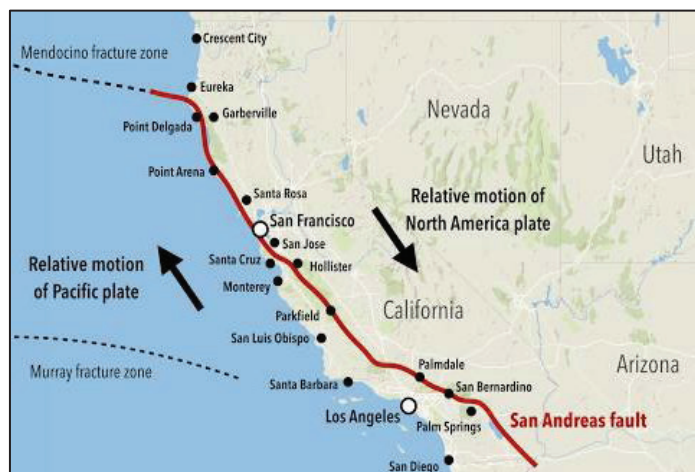 Crescent City
Mendocino fracture zone
Eureka
Garberville
Point Delgada
Nevada
Utah
Point Arena
Santa Rosa
Relative motion of
North America plate
San Francisco
San Jose
Santa Cruz
Hollister
Relative motion
of Pacific plate
Monterey
California
Parkfield
San Luis Obispo
Murray fracture zone
Palmdale
Arizona
Santa Barbara
San Bernardino
Los Angeles
Palm Springs
San Andreas fault
San Diego